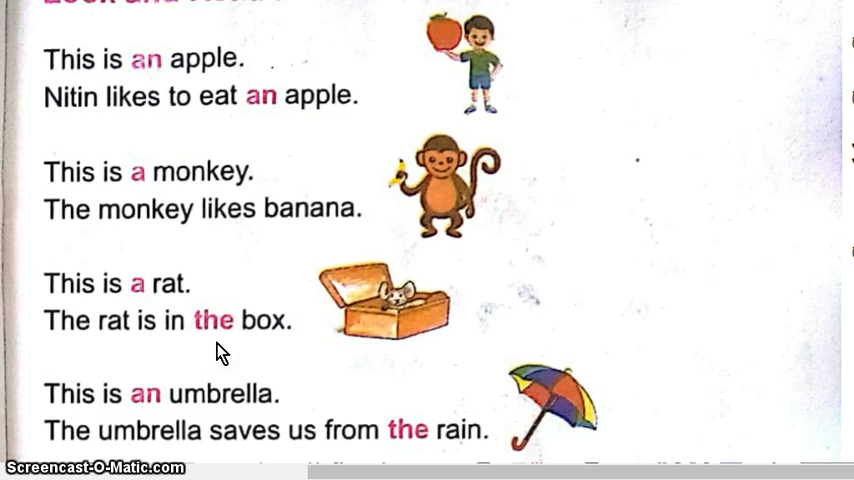 This is an apple.
Nitin likes to eat an apple.
This is a monkey.
The monkey likes banana.
This is a rat.
The rat is in the box.
This is an umbrella.
The umbrella saves us from the rain.
Screencast-O-Matic.com